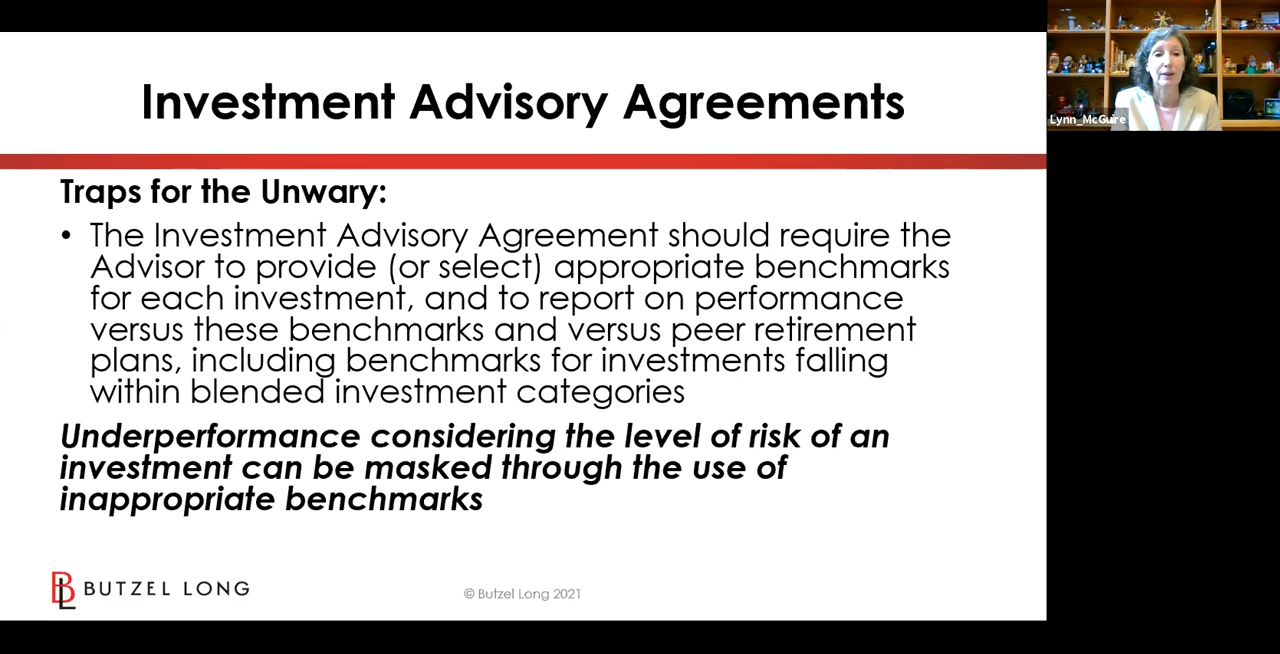 Investment Advisory Agreements
Lynn_McGuire
Traps for the Unwary:
• The Investment Advisory Agreement should require the
Advisor to provide (or select) appropriate benchmarks
for each investment, and to report on performance
versus these benchmarks and versus peer retirement
plans, including benchmarks for investments falling
within blended investment categories
Underperformance considering the level of risk of an
investment can be masked through the use of
inappropriate benchmarks
BL BUTZEL LONG
© Butzel Long 2021